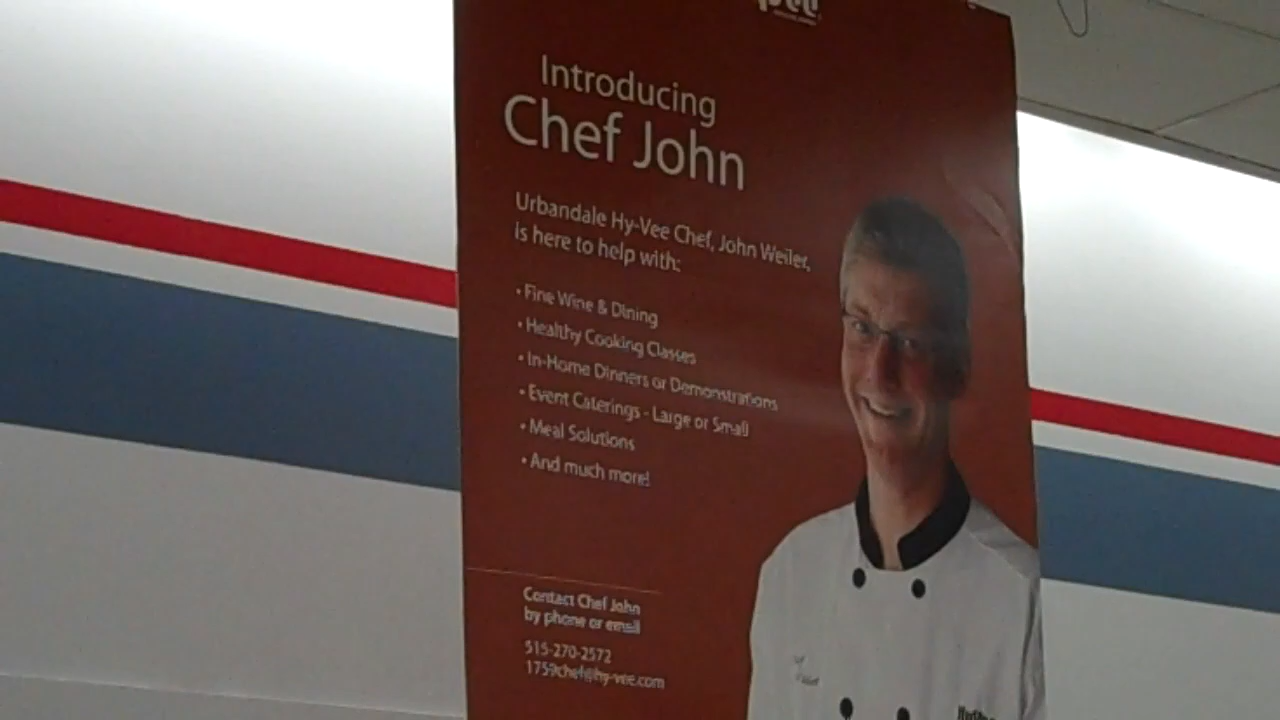 Introducing
Chef John
Urbandale Hy-Vee Chef, John Weiler,
is here to help with:
• Fine Wine & Dining
• Healthy Cooking Classes
• In-Home Dinners or Demonstrations
• Event Caterings - Large or Small
• Meal Solutions
• And much more!
Contact Chef John
by phone or email
515-270-2572
1759chef@hy-vee.com